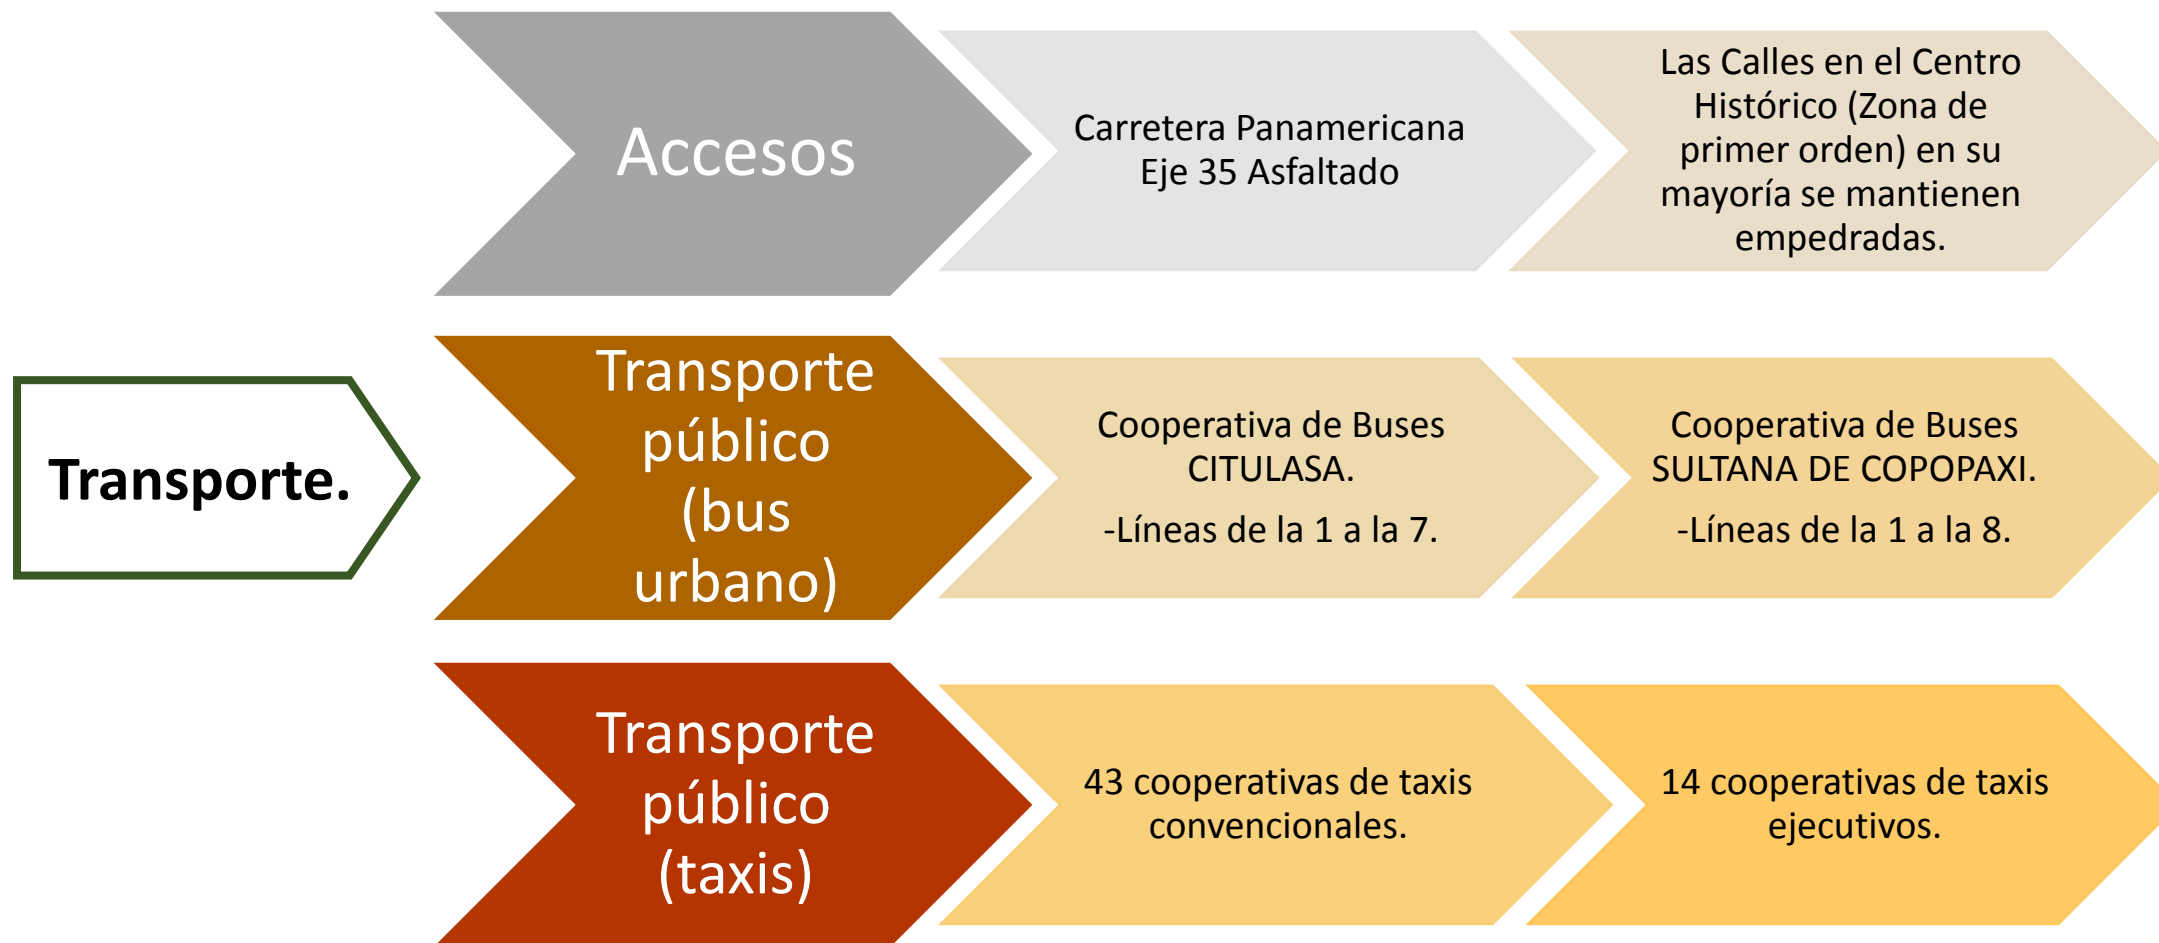 Transporte.
Accesos
Carretera Panamericana
Eje 35 Asfaltado
Las Calles en el Centro
Histórico (Zona de
primer orden) en su
mayoría se mantienen
empedradas.
Transporte
público
(bus
urbano)
Cooperativa de Buses
CITULASA.
-Líneas de la 1 a la 7.
Cooperativa de Buses
SULTANA DE COPOPAXI.
-Líneas de la 1 a la 8.
Transporte
público
(taxis)
43 cooperativas de taxis
convencionales.
14 cooperativas de taxis
ejecutivos.